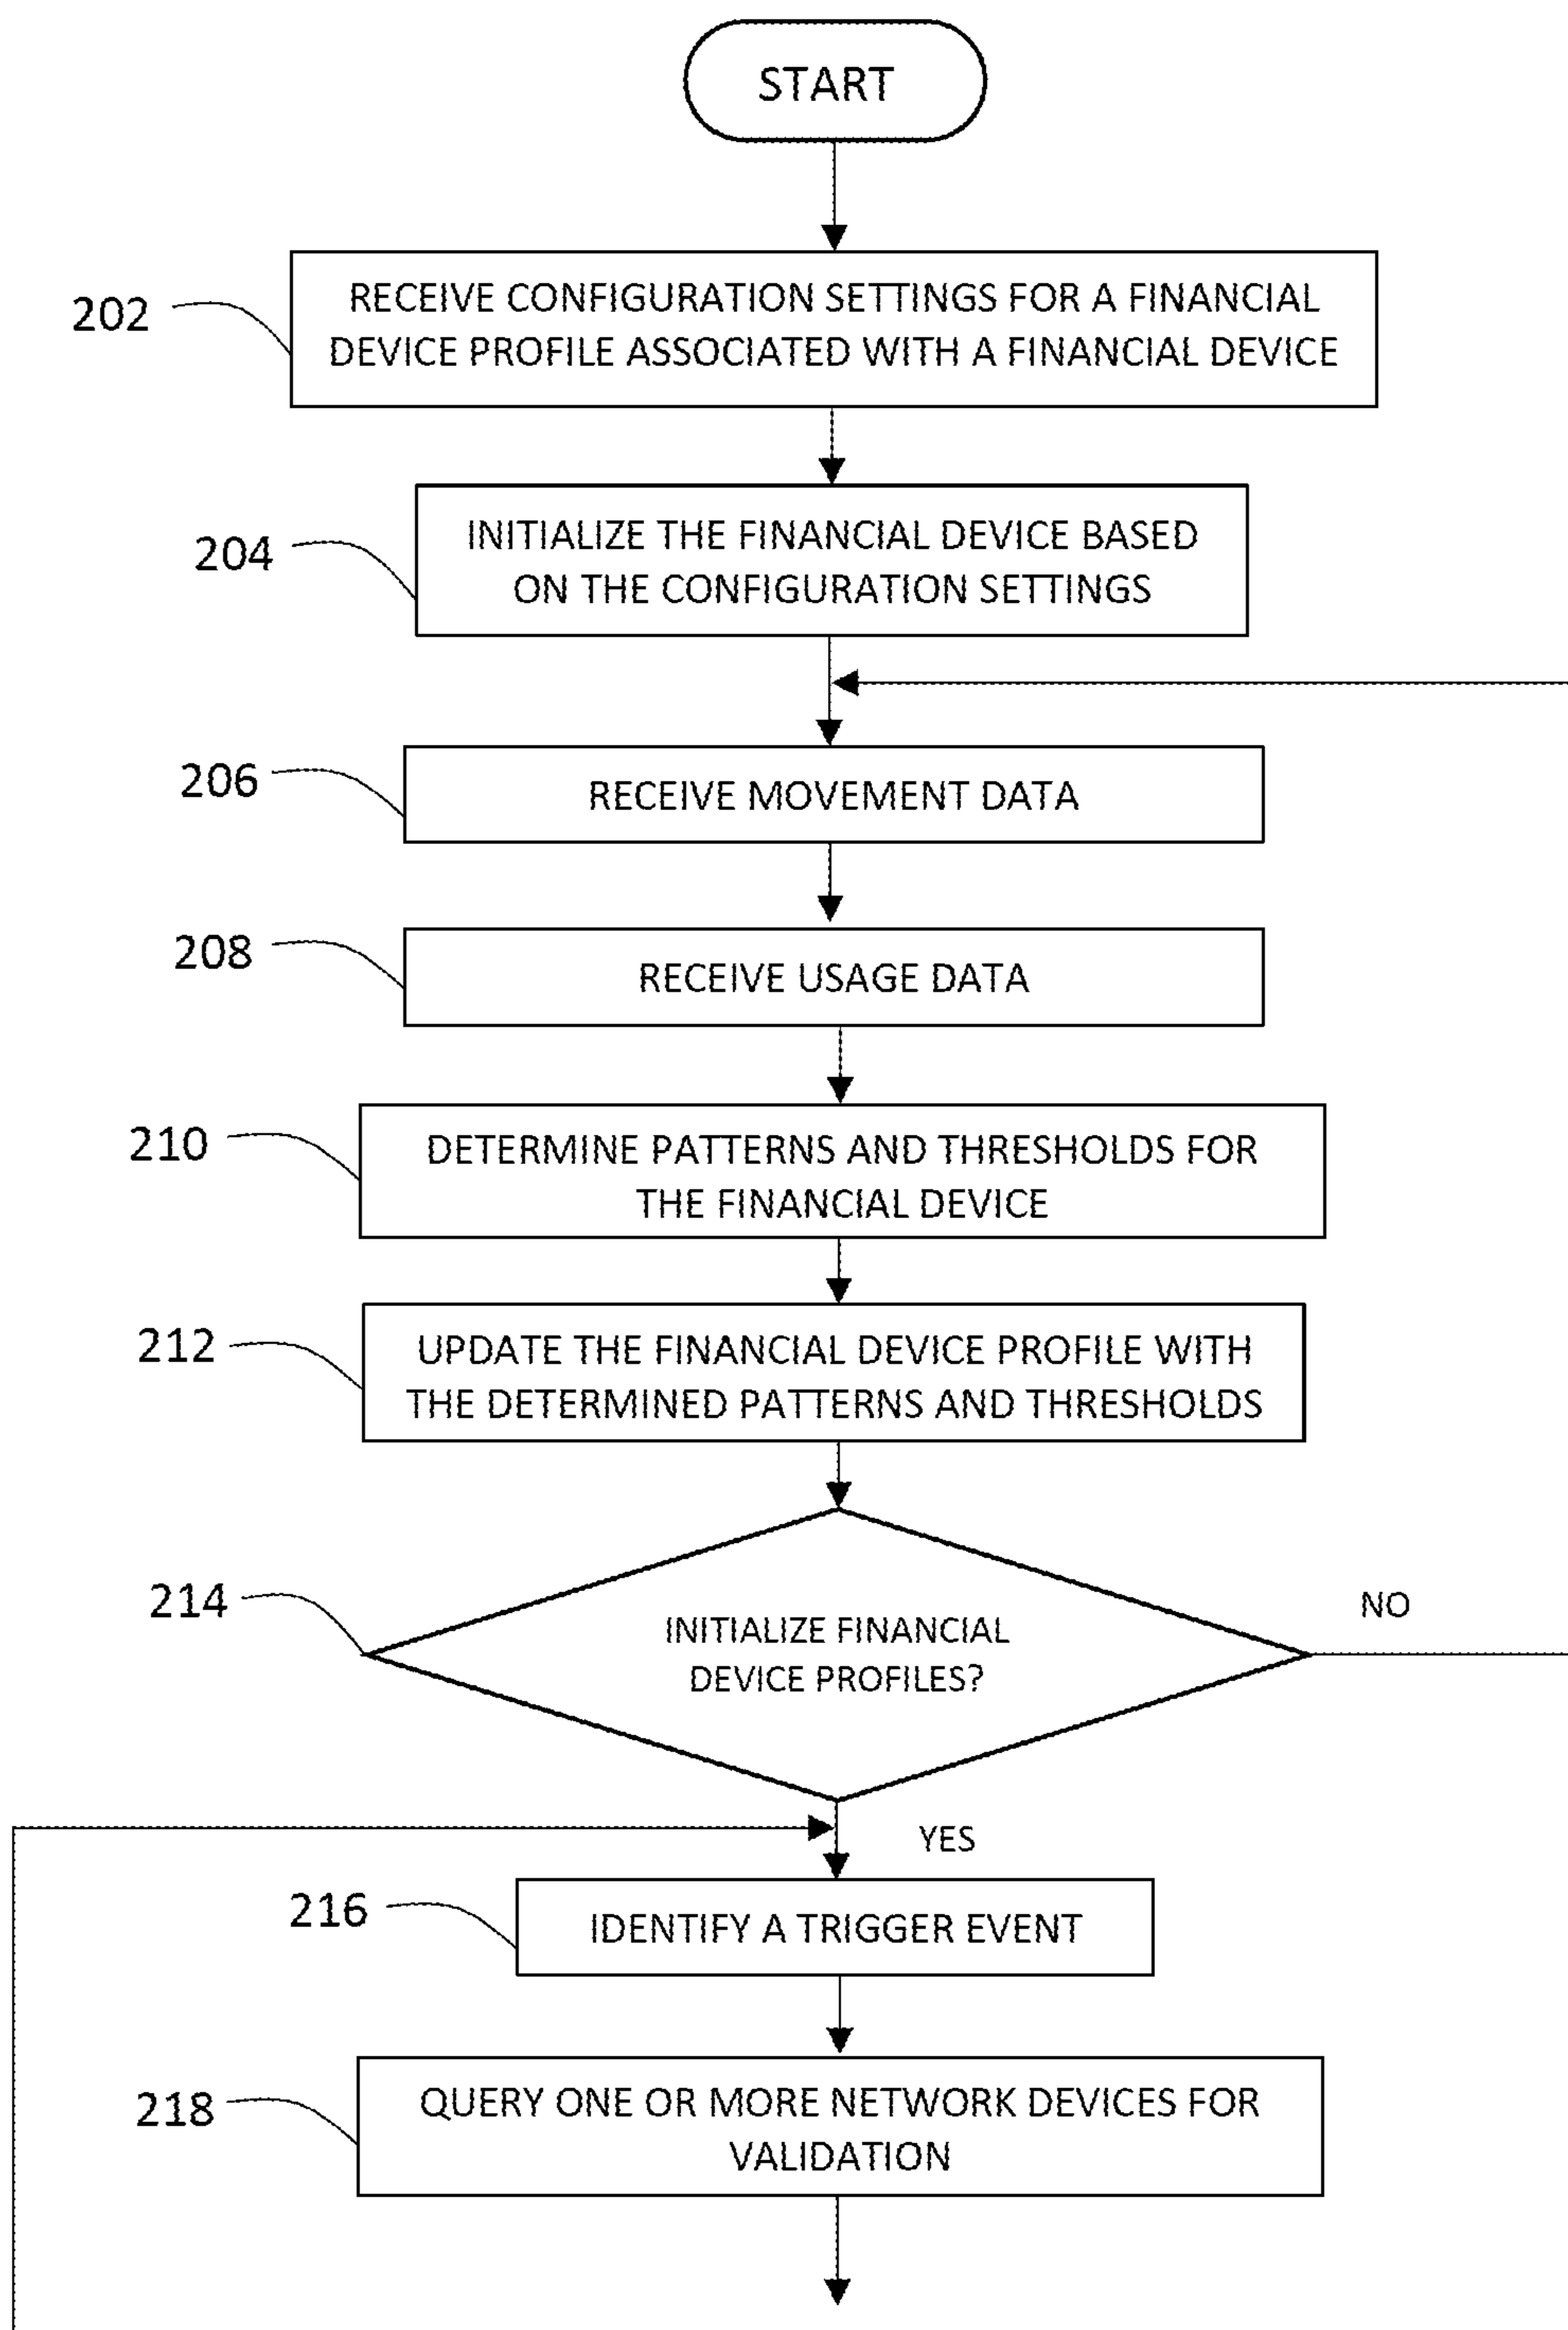 START
202
RECEIVE CONFIGURATION SETTINGS FOR A FINANCIAL
DEVICE PROFILE ASSOCIATED WITH A FINANCIAL DEVICE
204
INITIALIZE THE FINANCIAL DEVICE BASED
ON THE CONFIGURATION SETTINGS
206
RECEIVE MOVEMENT DATA
208
RECEIVE USAGE DATA
210
DETERMINE PATTERNS AND THRESHOLDS FOR
THE FINANCIAL DEVICE
212
UPDATE THE FINANCIAL DEVICE PROFILE WITH
THE DETERMINED PATTERNS AND THRESHOLDS
214
INITIALIZE FINANCIAL
DEVICE PROFILES?
NO
YES
216
IDENTIFY A TRIGGER EVENT
218
QUERY ONE OR MORE NETWORK DEVICES FOR
VALIDATION